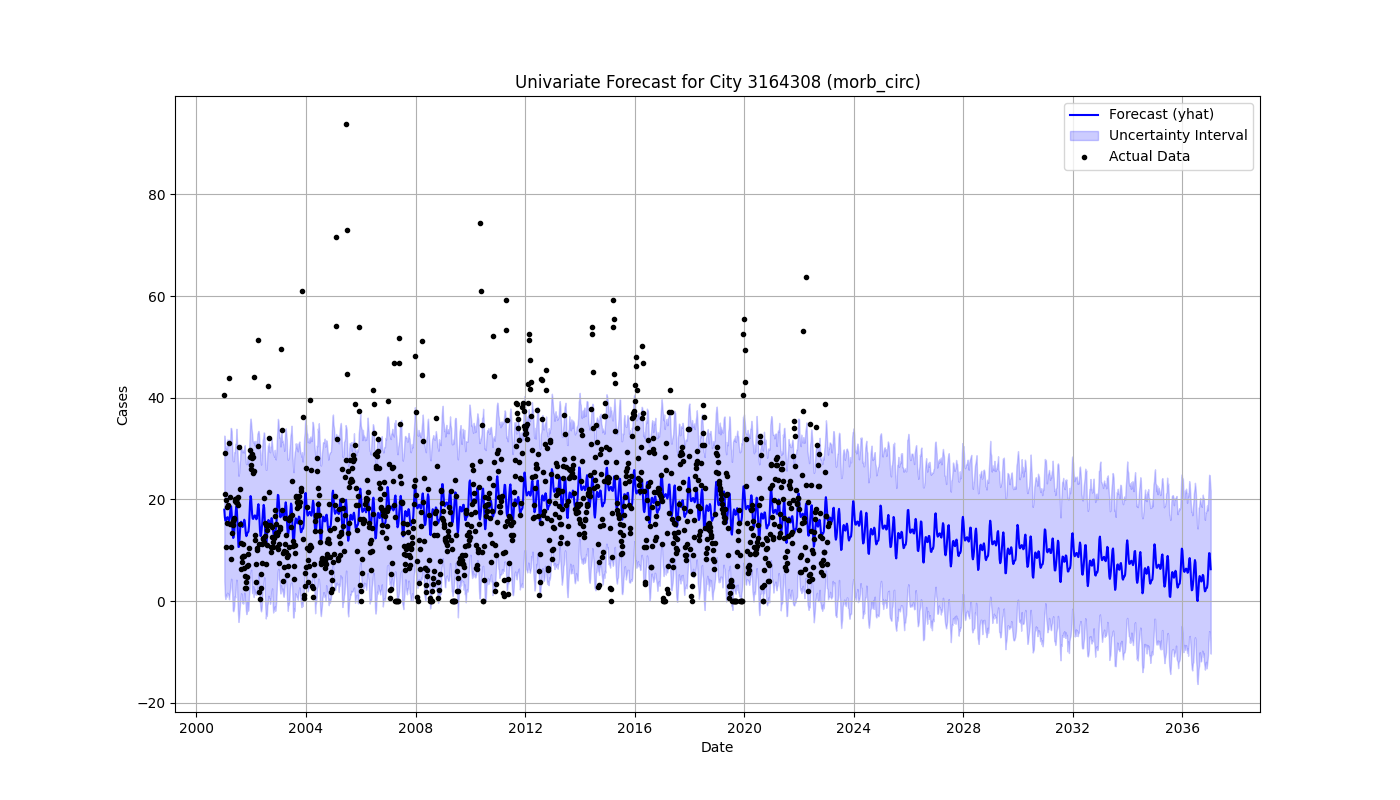 Univariate Forecast for City 3164308 (morb_circ)
Forecast (yhat)
Uncertainty Interval
Actual Data
Cases
80
60
40
20
0
−20
2000 2004 2008 2012 2016 2020 2024 2028 2032 2036
Date